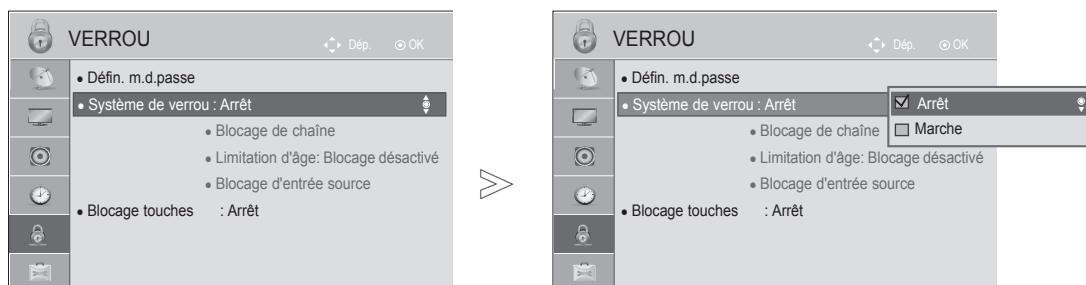 VERROU
Dép. OK
• Défin. m.d.passe
• Système de verrou : Arrêt
• Blocage de chaîne
• Limitation d'âge: Blocage désactivé
• Blocage d'entrée source
• Blocage touches : Arrêt
VERROU
Dép. OK
• Défin. m.d.passe
• Système de verrou : Arrêt
Arrêt
Marche
• Blocage de chaîne
• Limitation d'âge: Blocage désactivé
• Blocage d'entrée source
• Blocage touches : Arrêt